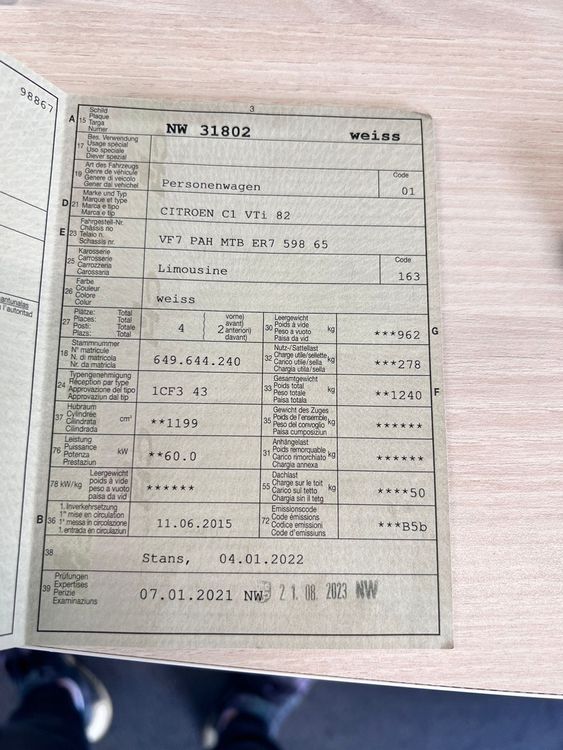 98867
3
A 15 Schild
Plaque
Targa
Numer
NW 31802 weiss
17 Bes. Verwendung
Usage spécial
Uso speciale
Diever spezial
19 Art des Fahrzeugs
Genre de véhicule
Genere di veicolo
Gener dal vehichel
Personenwagen
Code
01
D 21 Marke und Typ
Marque et type
Marca e tipo
Marca e tip
CITROEN C1 VTi 82
E 23 Fahrgestell-Nr.
Châssis no
Telaio n.
Schassis nr.
VF7 PAH MTB ER7 598 65
25 Karosserie
Carrosserie
Carrozzeria
Carossaria
Limousine
Code
163
26 Farbe
Couleur
Colore
Colur
weiss
27 Plätze: Total
Places: Total
Posti: Totale
Plazs: Total
4 ( 2 vorne)
avant)
anteriori)
davant)
30 Leergewicht
Poids à vide
Peso a vuoto
Paisa da vid
kg
***962 G
18 Stammnummer
N° matricule
N. di matricola
Nr. da matricla
649.644.240
32 Nutz-/Sattellast
Charge utile/sellette
Carico utile/sella
Chargia utila/sella
kg
***278
24 Typengenehmigung
Réception par type
Approvazione del tipo
Approvaziun dal tip
1CF3 43
33 Gesamtgewicht
Poids total
Peso totale
Paisa totala
kg
**1240 F
37 Hubraum
Cylindrée
Cilindrata
Cilindrada
cm³
**1199
35 Gewicht des Zuges
Poids de l'ensemble
Peso del convoglio
Paisa cumposiziun
kg
******
76 Leistung
Puissance
Potenza
Prestaziun
kW
**60.0
31 Anhängelast
Poids remorquable
Carico rimorchiato
Chargia annexa
kg
******
78 kW/kg Leergewicht
poids à vide
peso a vuoto
paisa da vid
******
55 Dachlast
Charge sur le toit
Carico sul tetto
Chargia sin il tetg
kg
****50
B 36 1. Inverkehrsetzung
1re mise en circulation
1a messa in circolazione
1. entrada en circulaziun
11.06.2015
72 Emissionscode
Code émissions
Codice emissioni
Code d'emissiuns
***B5b
38
Stans, 04.01.2022
39 Prüfungen
Expertises
Perizie
Examinaziuns
07.01.2021 NW 21. 08. 2023 NW